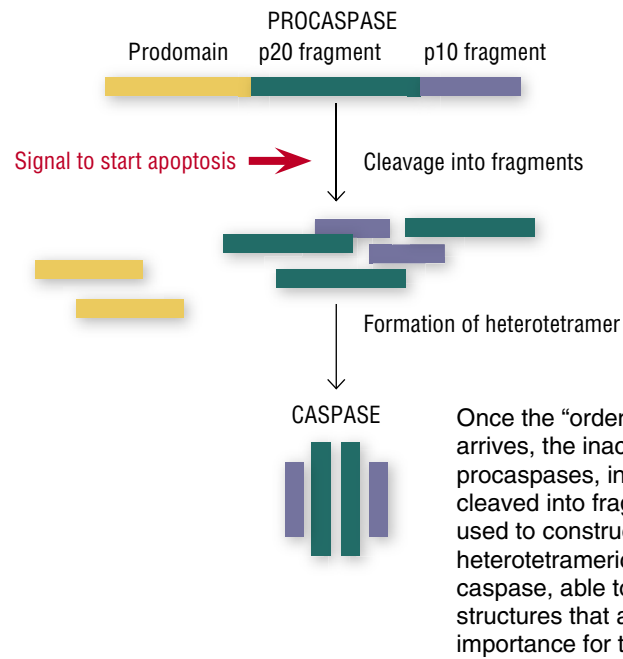 PROCASPASE
Prodomain p20 fragment p10 fragment
Signal to start apoptosis
Cleavage into fragments
Formation of heterotetramer
CASPASE
Once the “order
arrives, the inac
procaspases, in
cleaved into frag
used to construc
heterotetrameric
caspase, able to
structures that a
importance for t